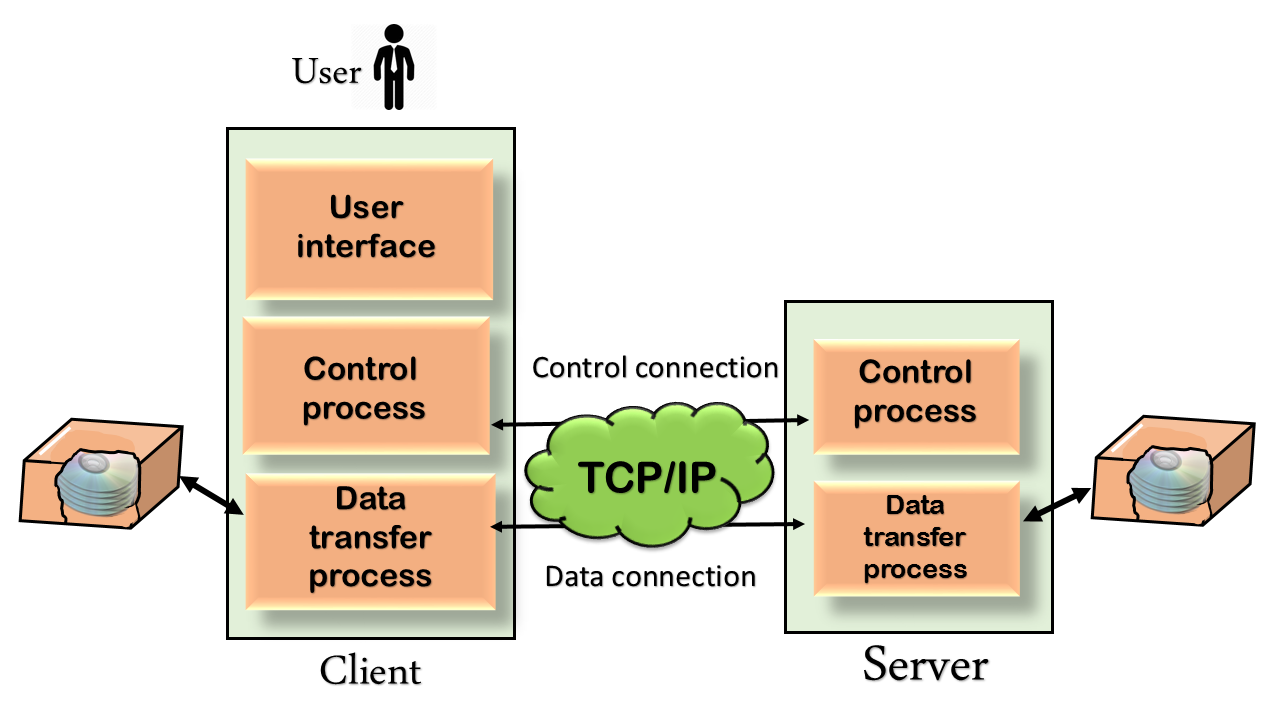 User
User
interface
Control
process
Data
transfer
process
Client
Control connection
TCP/IP
Data connection
Control
process
Data
transfer
process
Server